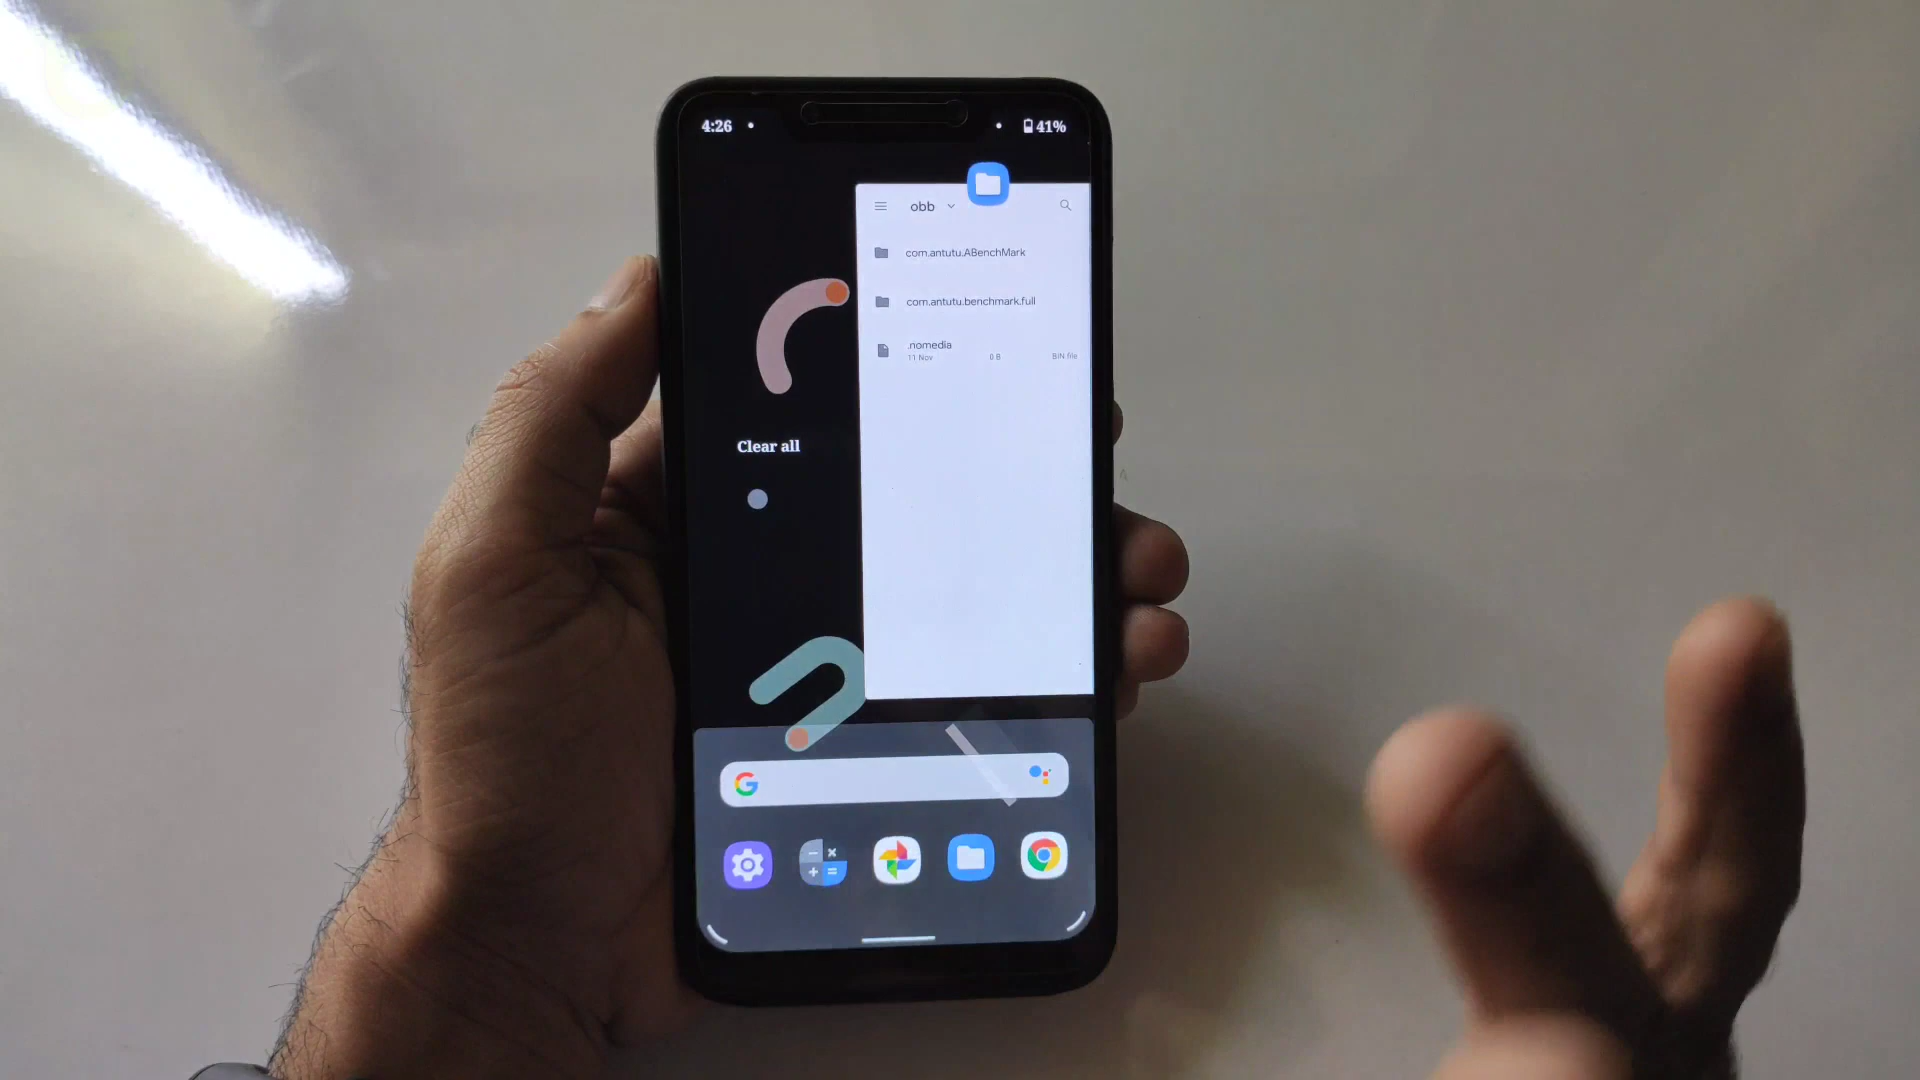 4:26
41%
obb
com.antutu.ABenchMark
com.antutu.benchmark.full
.nomedia
11 Nov 0 B BIN file
Clear all